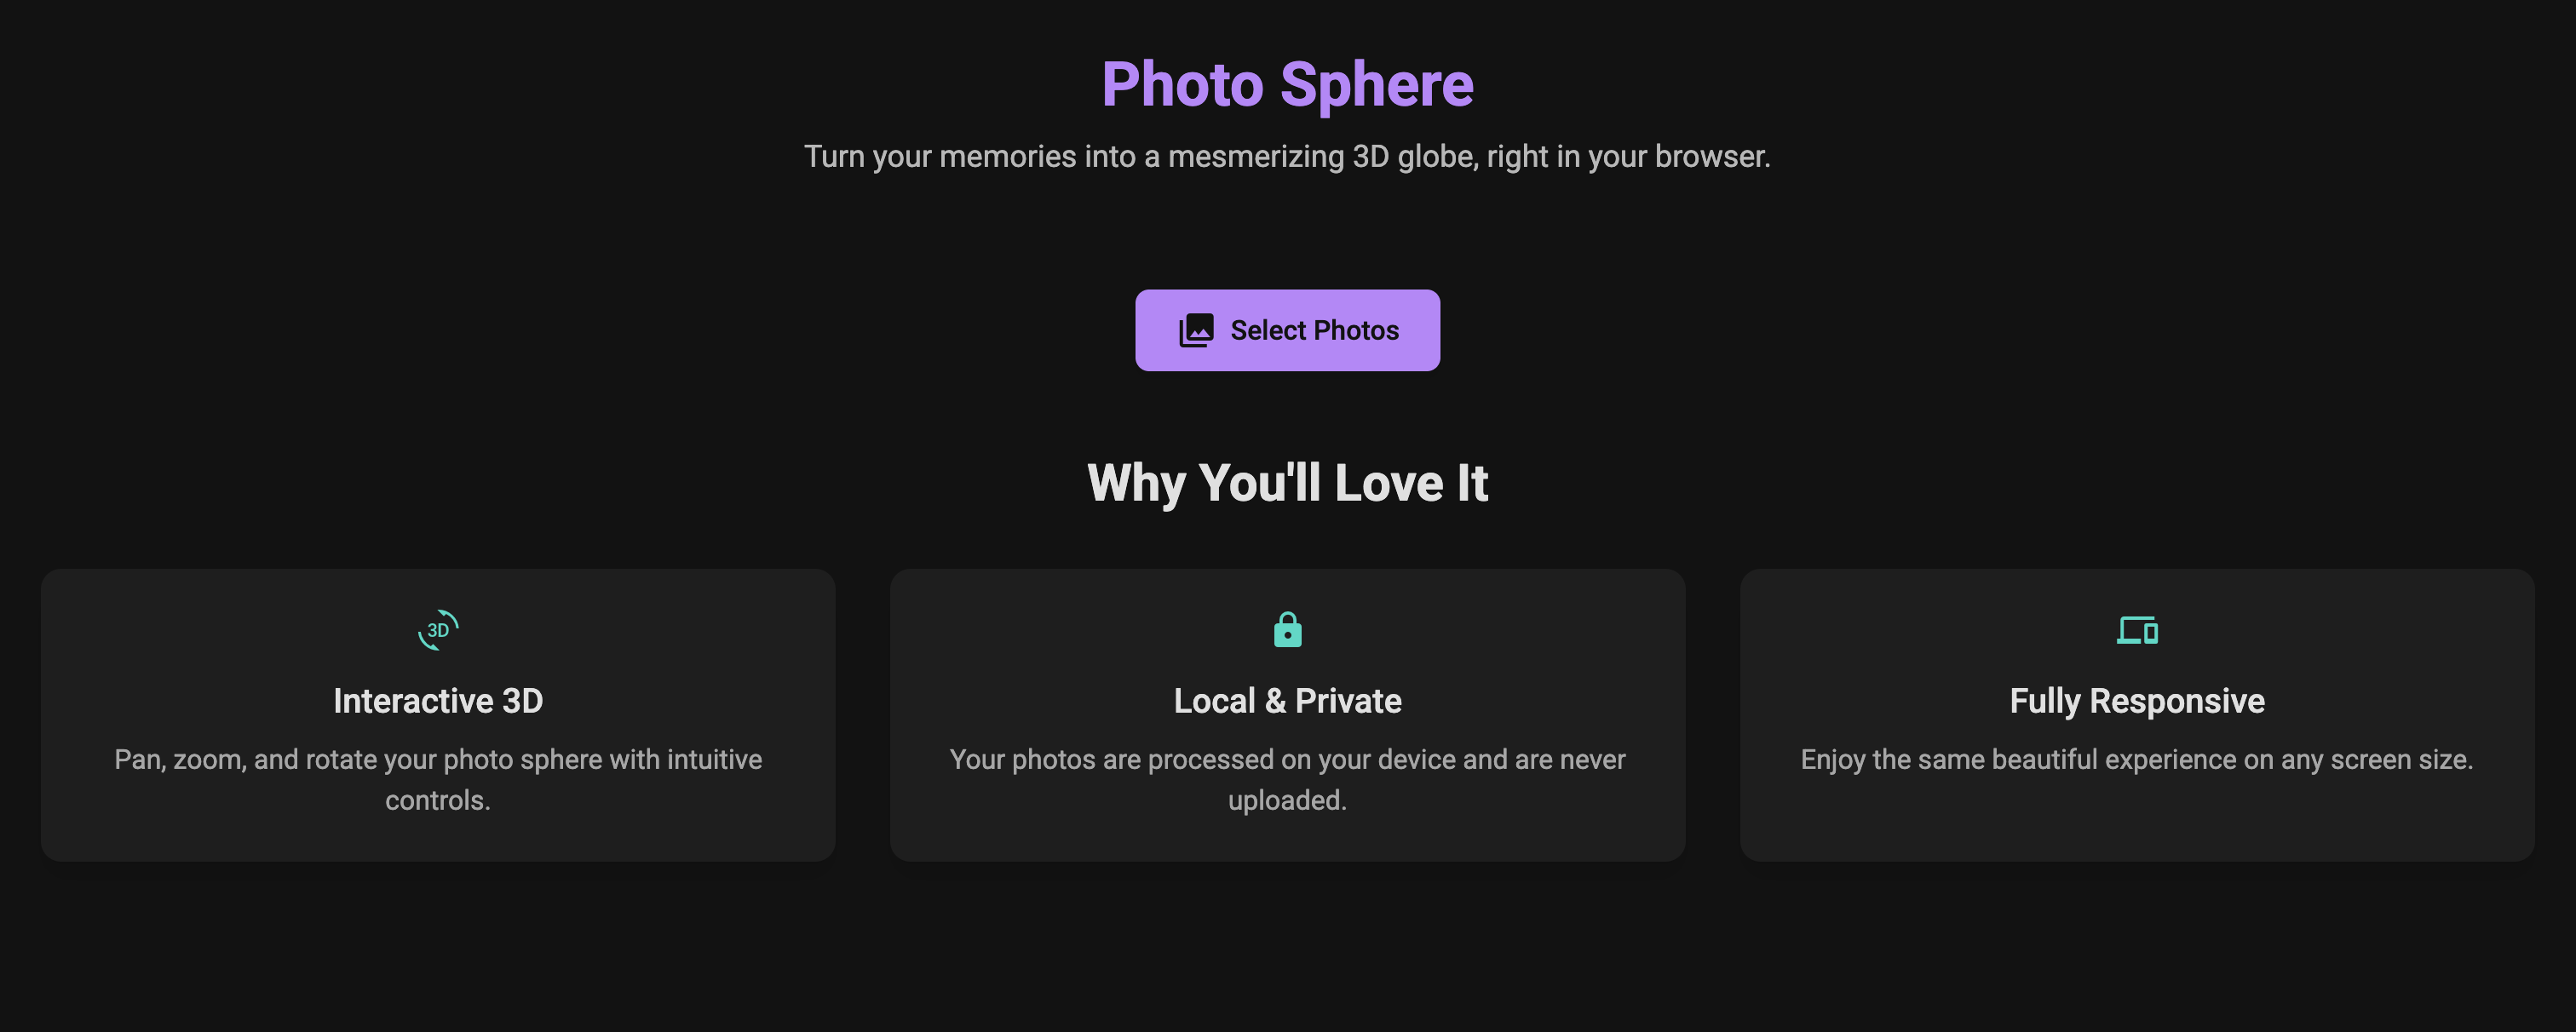 Photo Sphere
Turn your memories into a mesmerizing 3D globe, right in your browser.
Select Photos
Why You'll Love It
3D
Interactive 3D
Pan, zoom, and rotate your photo sphere with intuitive
controls.
Local & Private
Your photos are processed on your device and are never
uploaded.
Fully Responsive
Enjoy the same beautiful experience on any screen size.